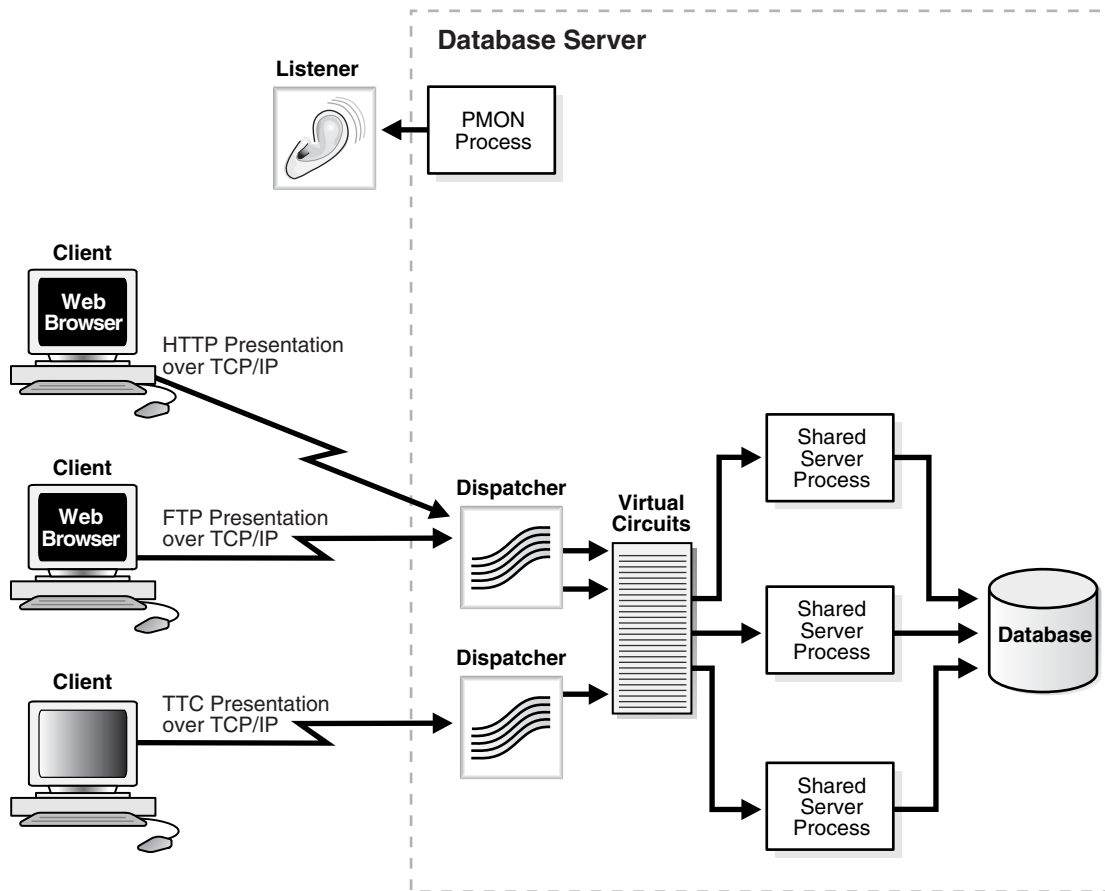 Database Server
Listener
PMON
Process
Client
Web
Browser
HTTP Presentation
over TCP/IP
Client
Web
Browser
FTP Presentation
over TCP/IP
Dispatcher
Virtual
Circuits
Shared
Server
Process
Shared
Server
Process
Database
Client
TTC Presentation
over TCP/IP
Dispatcher
Shared
Server
Process